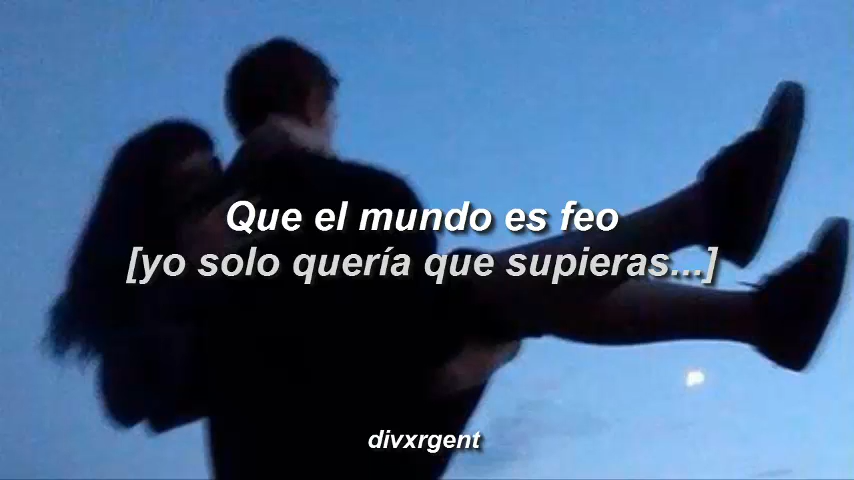 Que el mundo es feo
[yo solo quería que supieras...]
divxrgent